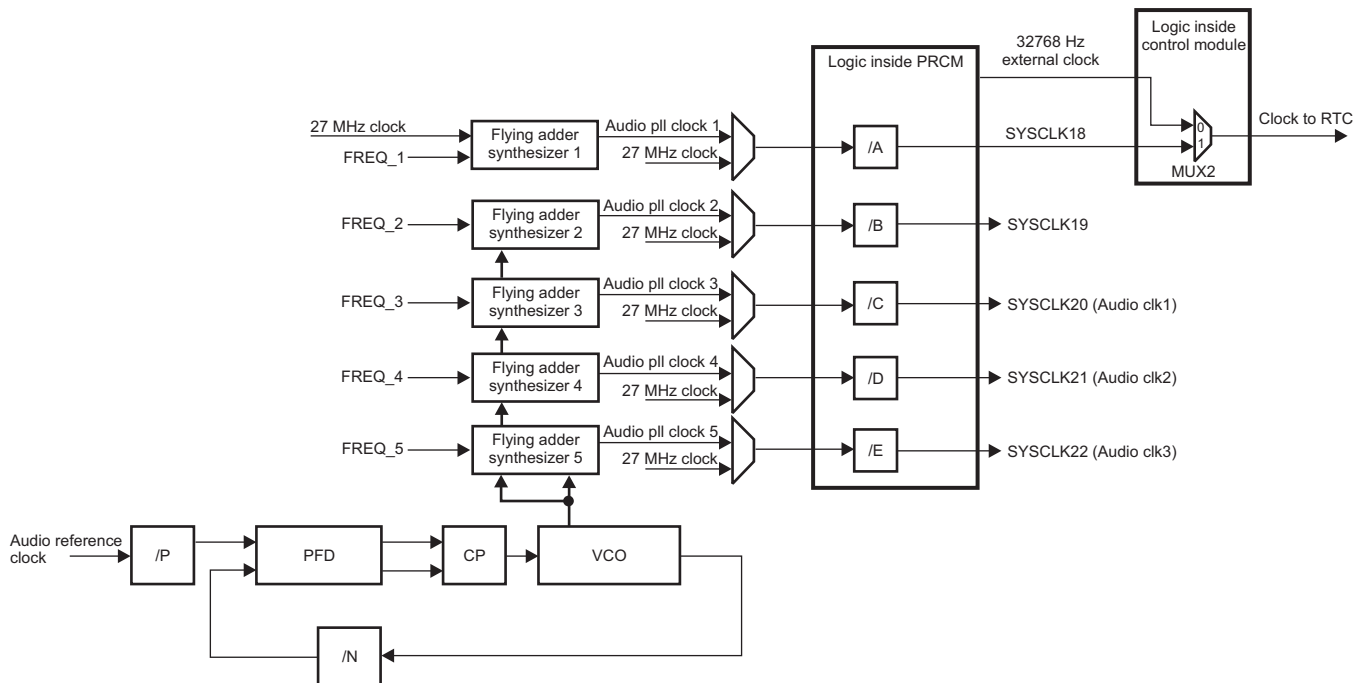 Logic inside
control module
32768 Hz
external clock
Logic inside PRCM
27 MHz clock
FREQ_1
Flying adder
synthesizer 1
Audio pll clock 1
27 MHz clock
/A
SYSCLK18
0
1
MUX2
Clock to RTC
FREQ_2
Flying adder
synthesizer 2
Audio pll clock 2
27 MHz clock
/B
SYSCLK19
FREQ_3
Flying adder
synthesizer 3
Audio pll clock 3
27 MHz clock
/C
SYSCLK20 (Audio clk1)
FREQ_4
Flying adder
synthesizer 4
Audio pll clock 4
27 MHz clock
/D
SYSCLK21 (Audio clk2)
FREQ_5
Flying adder
synthesizer 5
Audio pll clock 5
27 MHz clock
/E
SYSCLK22 (Audio clk3)
Audio reference
clock
/P
PFD
CP
VCO
/N